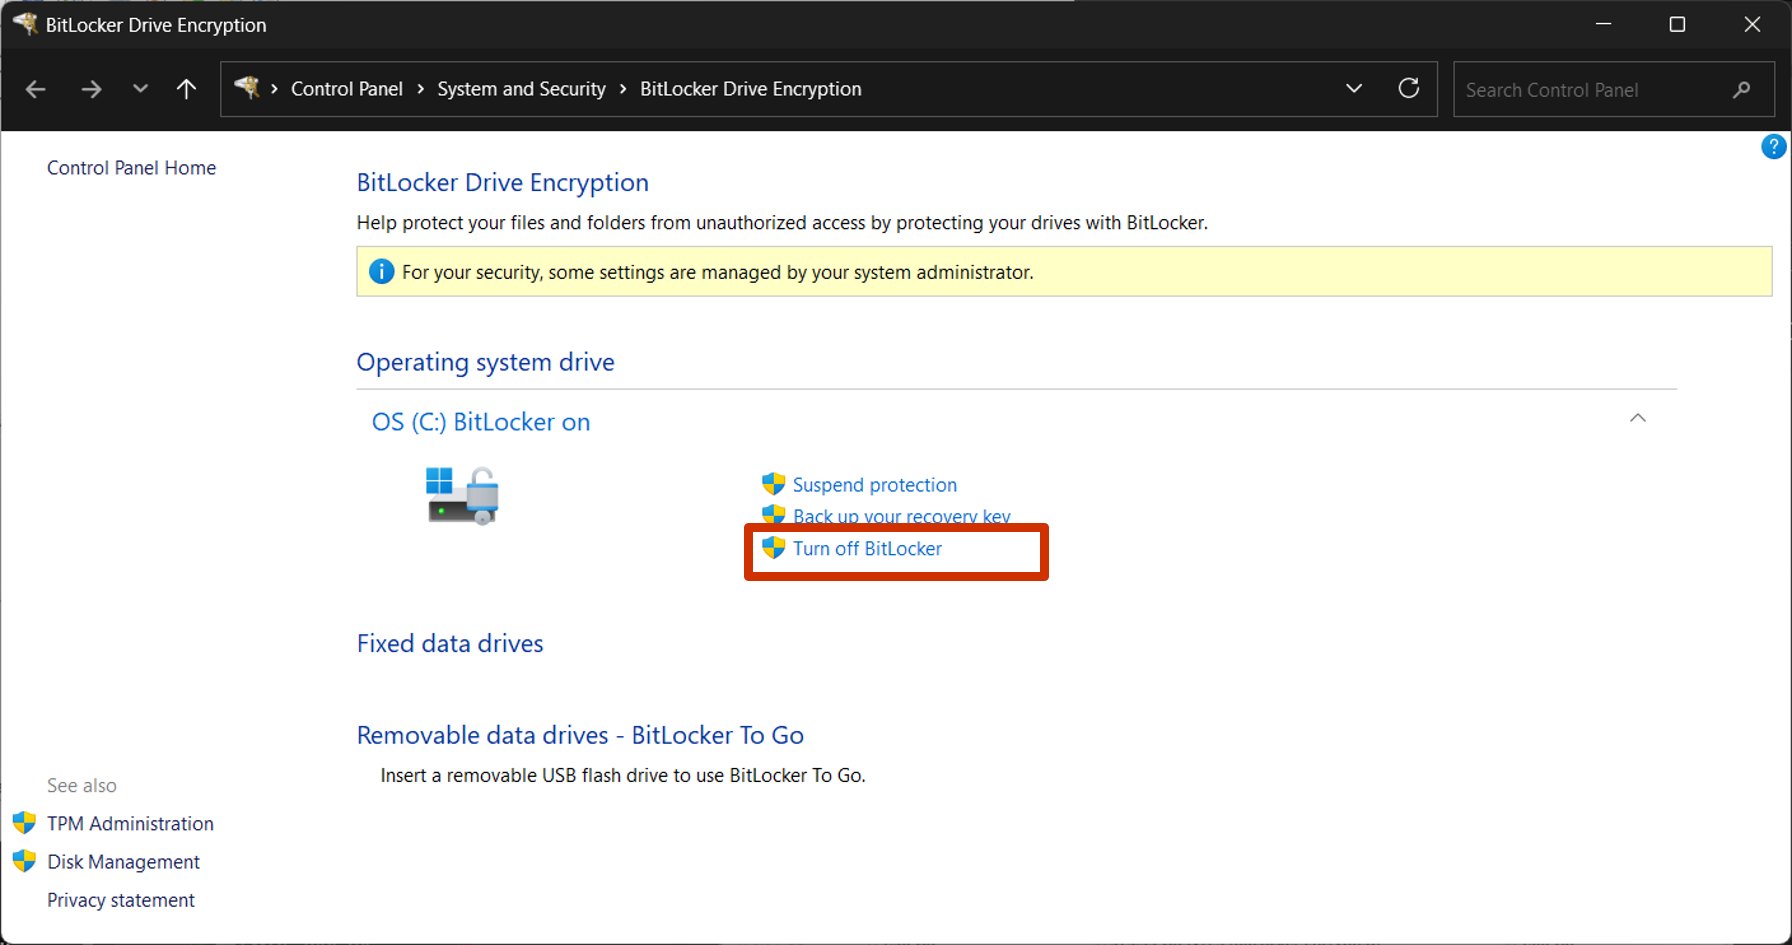 BitLocker Drive Encryption
Control Panel › System and Security › BitLocker Drive Encryption
Search Control Panel
Control Panel Home
BitLocker Drive Encryption
Help protect your files and folders from unauthorized access by protecting your drives with BitLocker.
For your security, some settings are managed by your system administrator.
Operating system drive
OS (C:) BitLocker on
Suspend protection
Back up your recovery key
Turn off BitLocker
Fixed data drives
Removable data drives - BitLocker To Go
Insert a removable USB flash drive to use BitLocker To Go.
See also
TPM Administration
Disk Management
Privacy statement